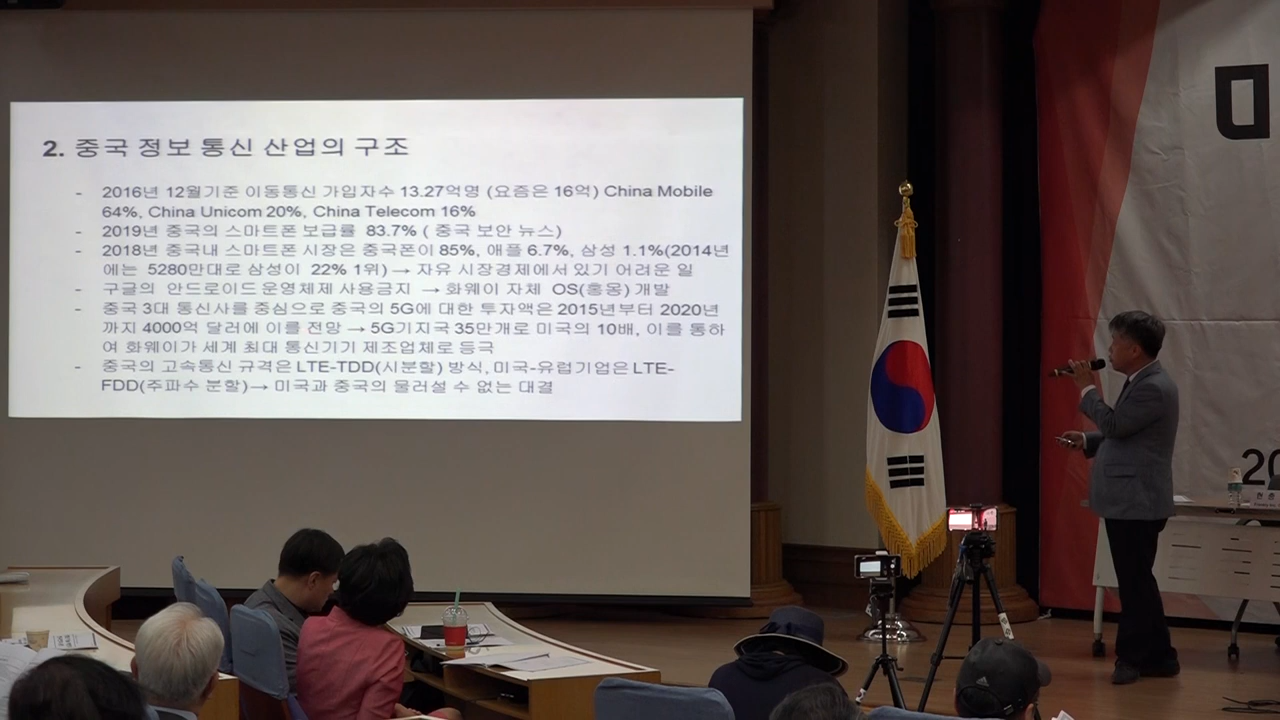 2. 중국 정보 통신 산업의 구조
- 2016년 12월기준 이동통신 가입자수 13.27억명 (요즘은 16억) China Mobile
64%, China Unicom 20%, China Telecom 16%
- 2019년 중국의 스마트폰 보급률 83.7% ( 중국 보안 뉴스)
- 2018년 중국내 스마트폰 시장은 중국폰이 85%, 애플 6.7%, 삼성 1.1%(2014년
에는 5280만대로 삼성이 22% 1위) → 자유 시장경제에서 있기 어려운 일
- 구글의 안드로이드 운영체제 사용금지 → 화웨이 자체 OS(홍몽) 개발
- 중국 3대 통신사를 중심으로 중국의 5G에 대한 투자액은 2015년부터 2020년
까지 4000억 달러에 이를 전망 → 5G기지국 35만개로 미국의 10배, 이를 통하
여 화웨이가 세계 최대 통신기기 제조업체로 등극
- 중국의 고속통신 규격은 LTE-TDD(시분할) 방식, 미국-유럽기업은 LTE-
FDD(주파수 분할)→ 미국과 중국의 물러설 수 없는 대결